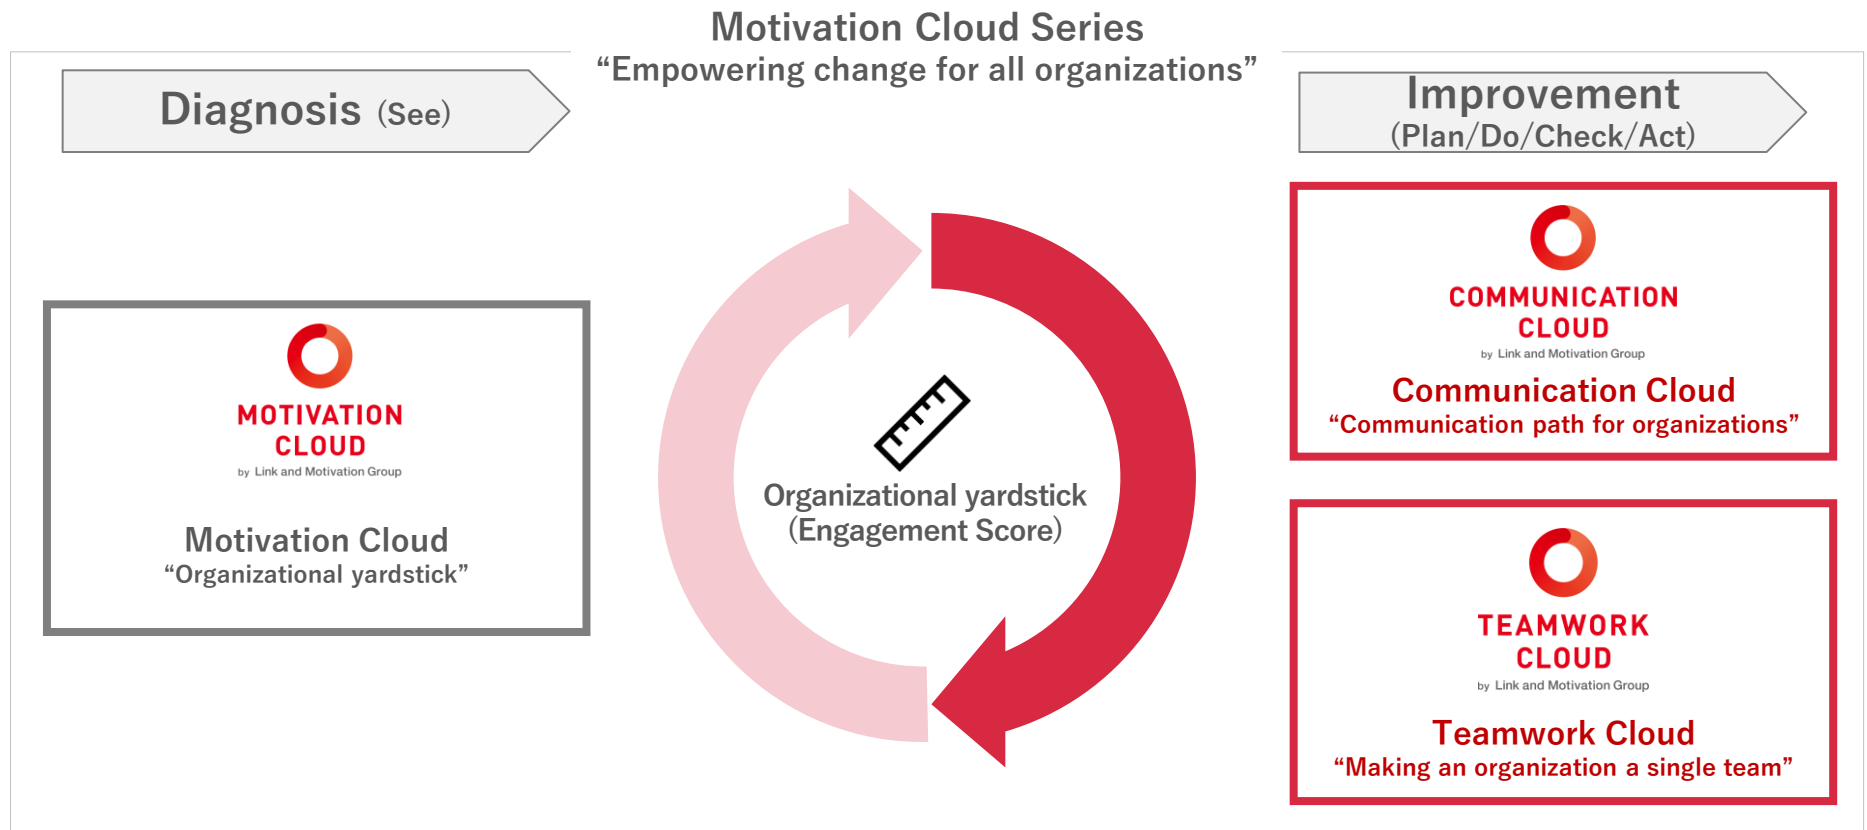 Motivation Cloud Series
“Empowering change for all organizations”
Diagnosis (See)
Improvement
(Plan/Do/Check/Act)
MOTIVATION
CLOUD
by Link and Motivation Group
Motivation Cloud
“Organizational yardstick”
Organizational yardstick
(Engagement Score)
COMMUNICATION
CLOUD
by Link and Motivation Group
Communication Cloud
“Communication path for organizations”
TEAMWORK
CLOUD
by Link and Motivation Group
Teamwork Cloud
“Making an organization a single team”